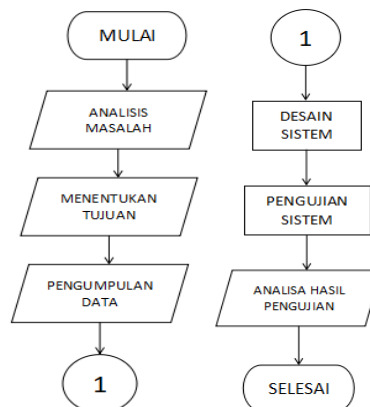 MULAI
ANALISIS
MASALAH
MENENTUKAN
TUJUAN
PENGUMPULAN
DATA
1
1
DESAIN
SISTEM
PENGUJIAN
SISTEM
ANALISA HASIL
PENGUJIAN
SELESAI